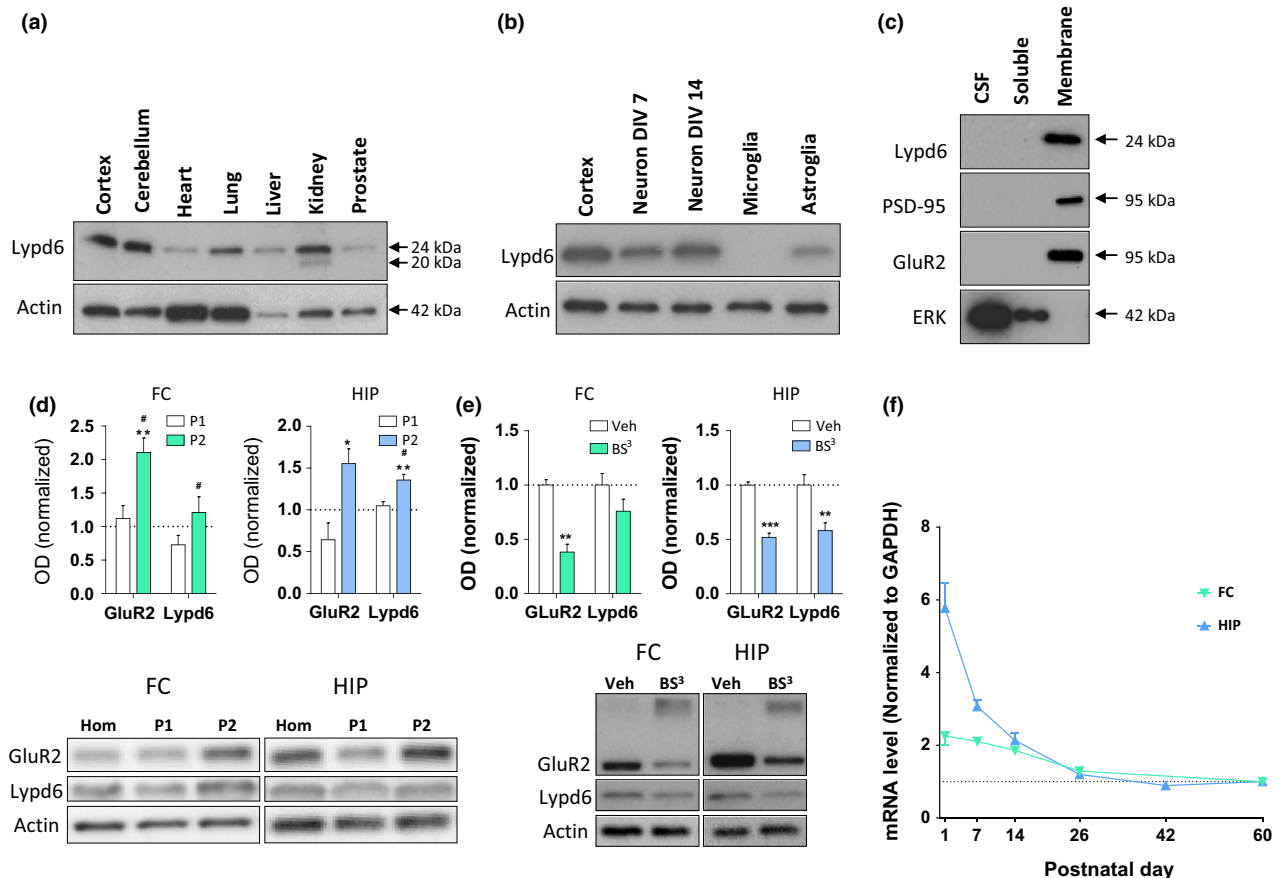 (a)
Cortex
Cerebellum
Heart
Lung
Liver
Kidney
Prostate
Lypd6
24 kDa
20 kDa
Actin
42 kDa
(b)
Cortex
Neuron DIV 7
Neuron DIV 14
Microglia
Astroglia
Lypd6
Actin
(c)
CSF
Soluble
Membrane
Lypd6
24 kDa
PSD-95
95 kDa
GluR2
95 kDa
ERK
42 kDa
(d)
FC
P1
P2
OD (normalized)
2.5
2.0
1.5
1.0
0.5
0.0
#
**
#
GluR2 Lypd6
HIP
P1
P2
OD (normalized)
2.0
1.5
1.0
0.5
0.0
*
#
**
GluR2 Lypd6
FC
HIP
Hom P1 P2
Hom P1 P2
GluR2
Lypd6
Actin
(e)
FC
Veh
BS³
OD (normalized)
1.5
1.0
0.5
0.0
**
GLuR2 Lypd6
HIP
Veh
BS³
OD (normalized)
1.5
1.0
0.5
0.0
***
**
GLuR2 Lypd6
FC
HIP
Veh BS³
Veh BS³
GluR2
Lypd6
Actin
(f)
mRNA level (Normalized to GAPDH)
8
6
4
2
0
FC
HIP
1 7 14 26 42 60
Postnatal day